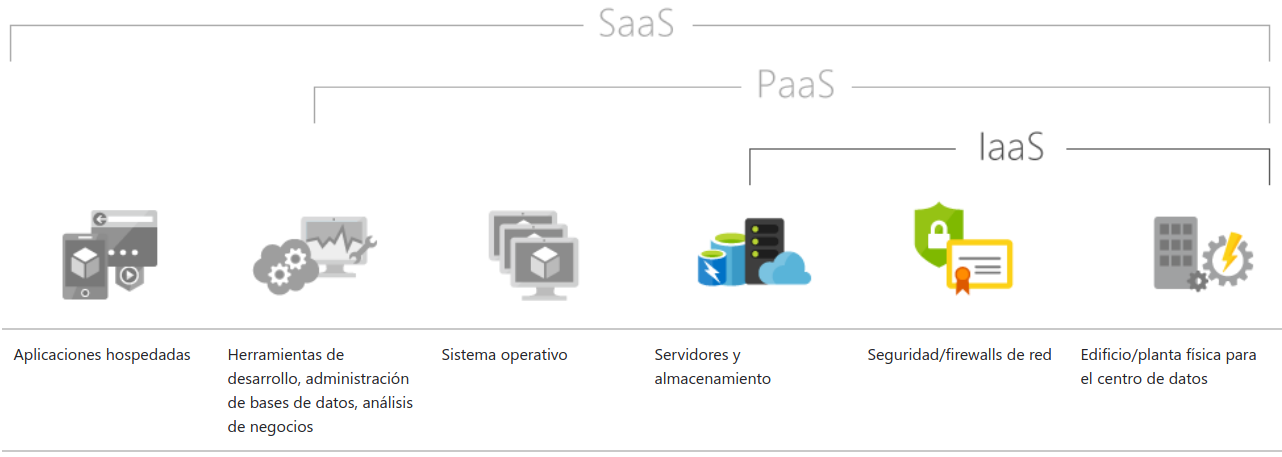 SaaS
PaaS
IaaS
Aplicaciones hospedadas
Herramientas de
desarrollo, administración
de bases de datos, análisis
de negocios
Sistema operativo
Servidores y
almacenamiento
Seguridad/firewalls de red
Edificio/planta física para
el centro de datos